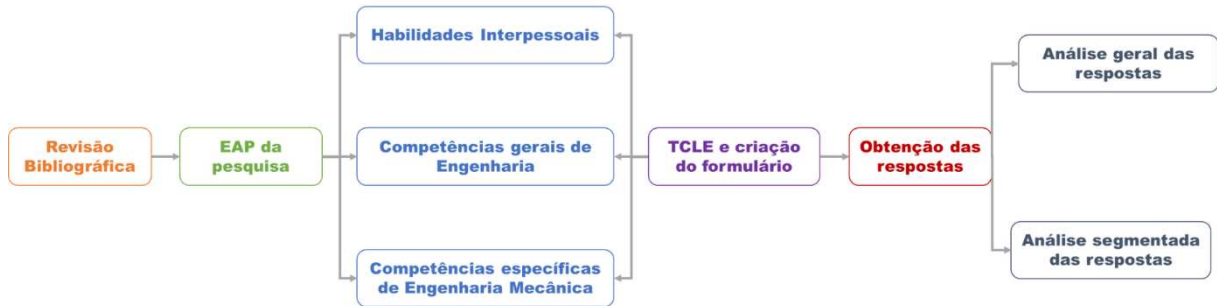 Revisão
Bibliográfica
EAP da
pesquisa
Habilidades Interpessoais
Competências gerais de
Engenharia
Competências específicas
de Engenharia Mecânica
TCLE e criação
do formulário
Obtenção das
respostas
Análise geral das
respostas
Análise segmentada
das respostas